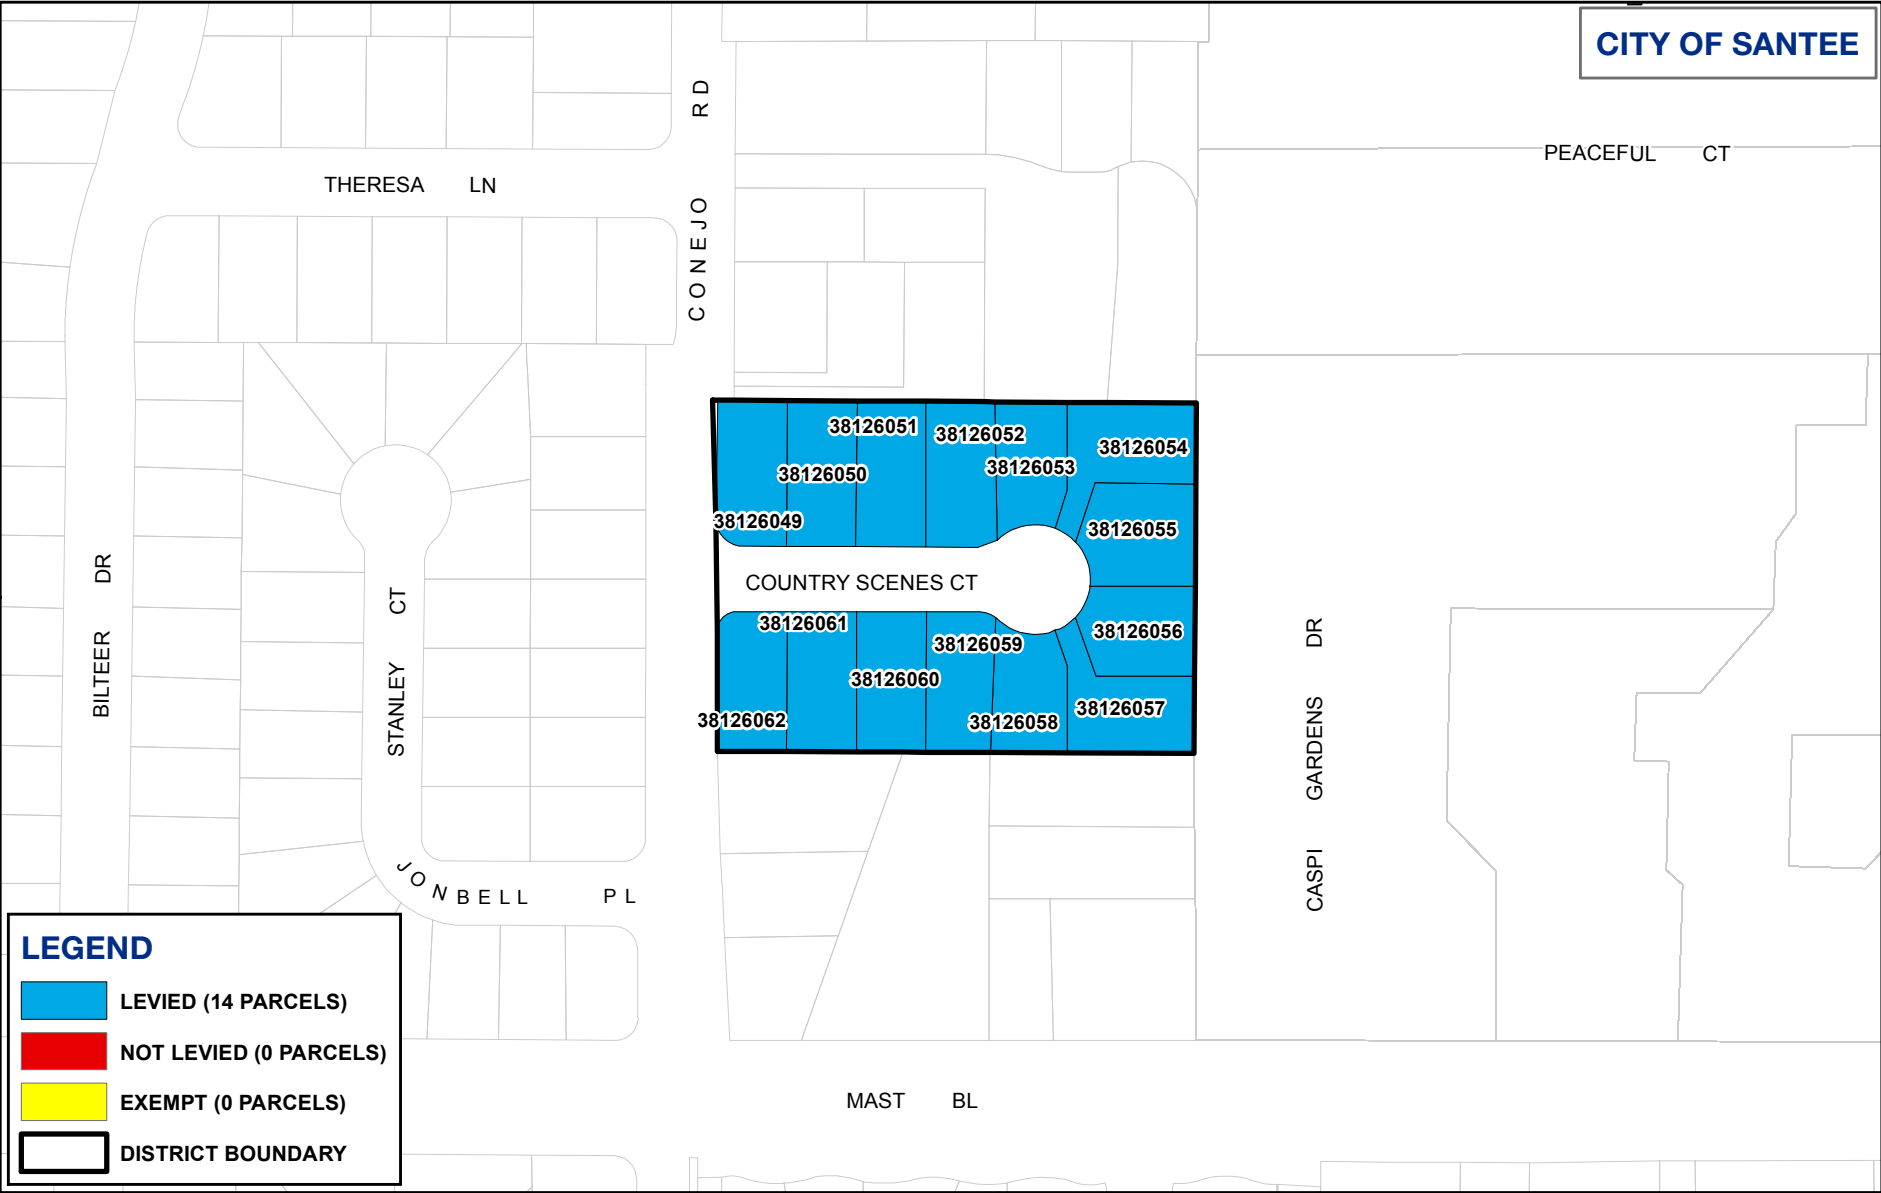 CITY OF SANTEE
PEACEFUL CT
THERESA LN
CONEJO RD
38126051
38126052
38126053
38126054
38126050
38126049
38126055
COUNTRY SCENES CT
38126061
38126059
38126056
38126060
38126062
38126058
38126057
BILTEER DR
STANLEY CT
CASPI GARDENS DR
JONBELL PL
MAST BL
LEGEND
LEVIED (14 PARCELS)
NOT LEVIED (0 PARCELS)
EXEMPT (0 PARCELS)
DISTRICT BOUNDARY